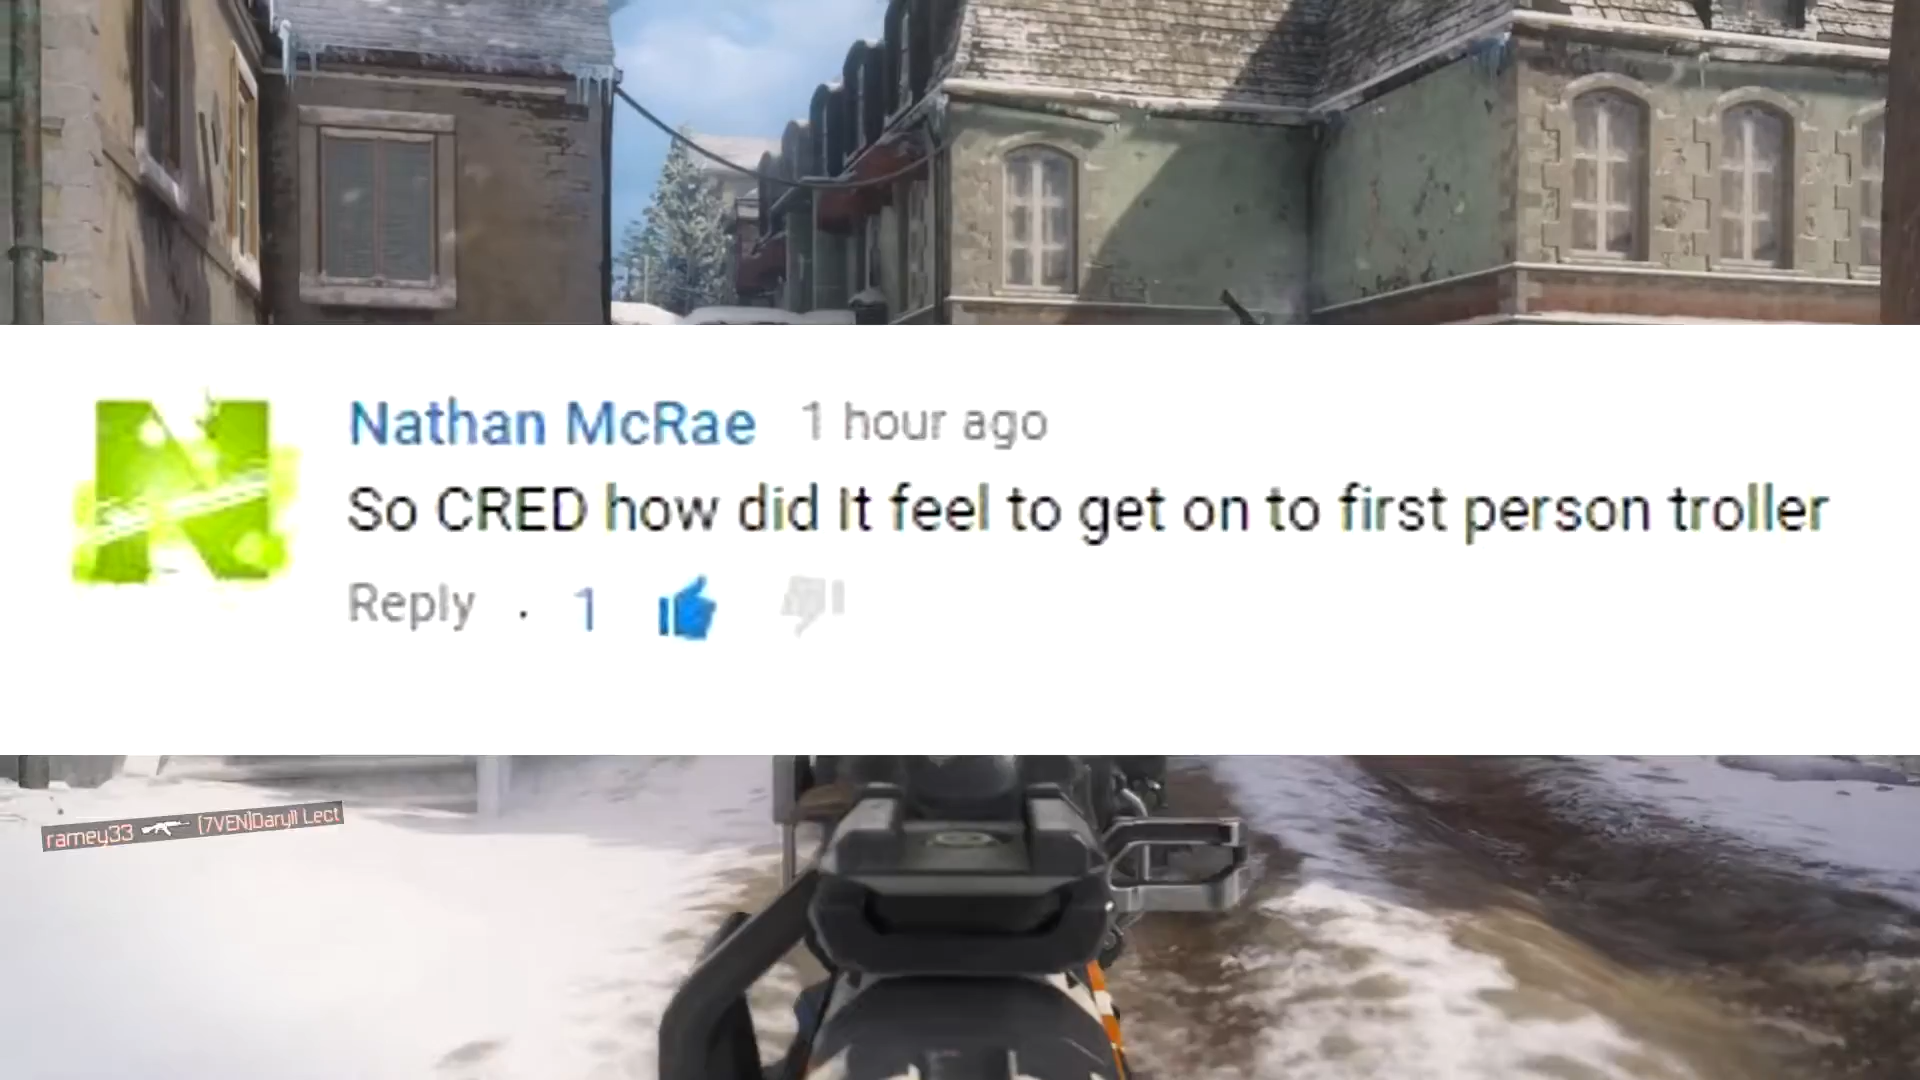 Nathan McRae 1 hour ago
So CRED how did It feel to get on to first person troller
Reply · 1
ramey33 [7VEN]Daryll Lect